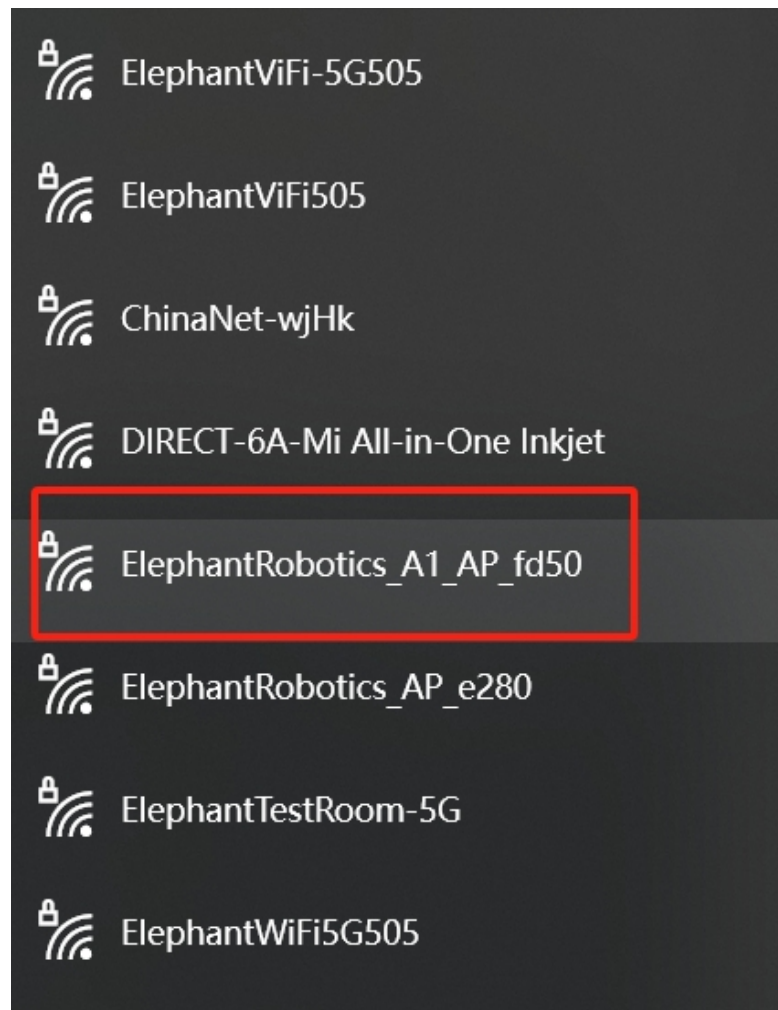 ElephantViFi-5G505
ElephantViFi505
ChinaNet-wjHk
DIRECT-6A-Mi All-in-One Inkjet
ElephantRobotics_A1_AP_fd50
ElephantRobotics_AP_e280
ElephantTestRoom-5G
ElephantWiFi5G505